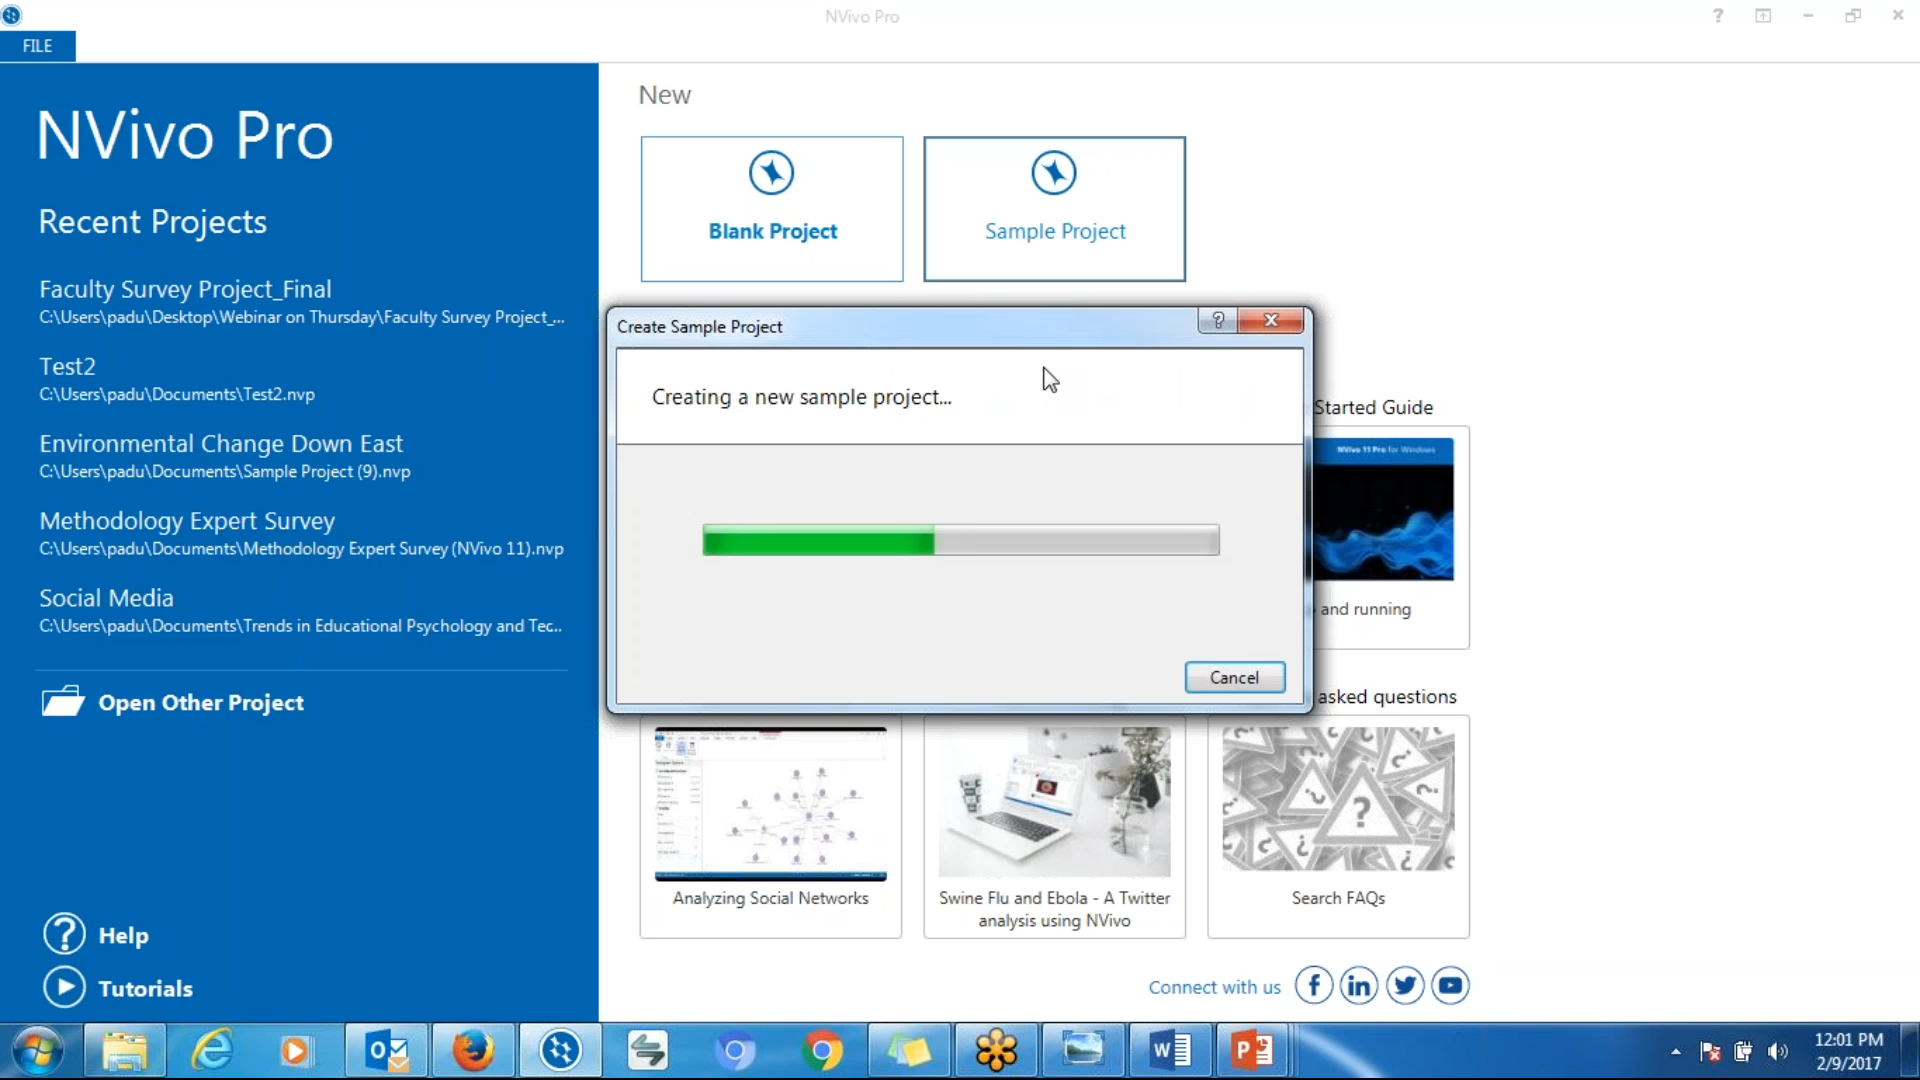 NVivo Pro
FILE
NVivo Pro
Recent Projects
Faculty Survey Project_Final
C:\Users\padu\Desktop\Webinar on Thursday\Faculty Survey Project_...
Test2
C:\Users\padu\Documents\Test2.nvp
Environmental Change Down East
C:\Users\padu\Documents\Sample Project (9).nvp
Methodology Expert Survey
C:\Users\padu\Documents\Methodology Expert Survey (NVivo 11).nvp
Social Media
C:\Users\padu\Documents\Trends in Educational Psychology and Tec..
Open Other Project
Help
Tutorials
New
Blank Project
Sample Project
Create Sample Project
Creating a new sample project...
Cancel
Started Guide
NVivo 11 Pro for Windows
and running
asked questions
Analyzing Social Networks
Swine Flu and Ebola - A Twitter
analysis using NVivo
Search FAQs
Connect with us
12:01 PM
2/9/2017